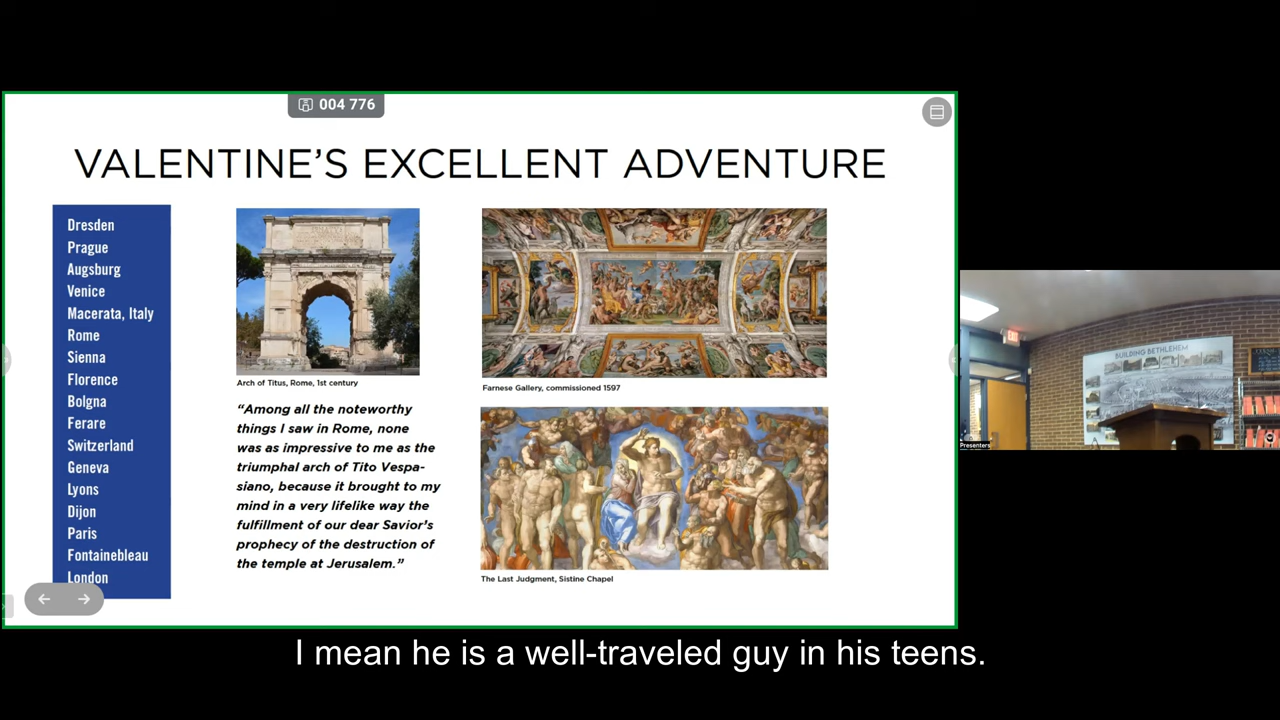 004 776
VALENTINE'S EXCELLENT ADVENTURE
Dresden
Prague
Augsburg
Venice
Macerata, Italy
Rome
Sienna
Florence
Bolgna
Ferare
Switzerland
Geneva
Lyons
Dijon
Paris
Fontainebleau
London
Arch of Titus, Rome, 1st century
“Among all the noteworthy
things I saw in Rome, none
was as impressive to me as the
triumphal arch of Tito Vespa-
siano, because it brought to my
mind in a very lifelike way the
fulfillment of our dear Savior’s
prophecy of the destruction of
the temple at Jerusalem.”
Farnese Gallery, commissioned 1597
The Last Judgment, Sistine Chapel
EXIT
BUILDING BETHLEHEM
Presenters
I mean he is a well-traveled guy in his teens.